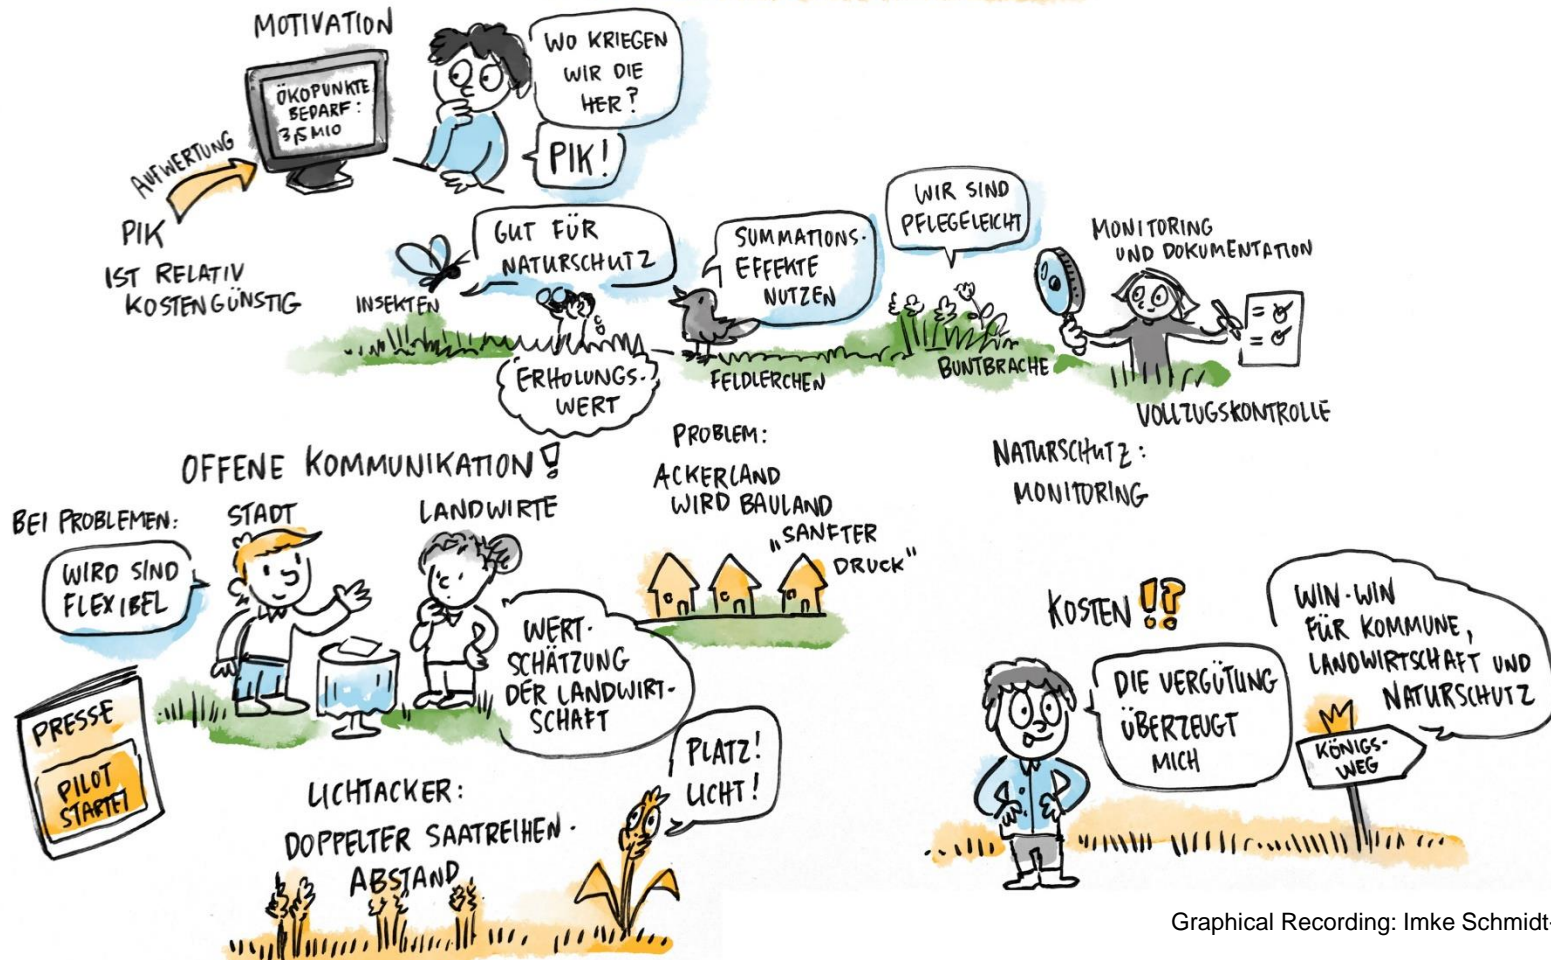 MOTIVATION
ÖKOPUNKTE
BEDARF:
3,5 MIO
WO KRIEGEN
WIR DIE
HER?
PIK!
AUFWERTUNG
PIK
IST RELATIV
KOSTENGÜNSTIG
INSEKTEN
GUT FÜR
NATURSCHUTZ
ERHOLUNGS-
WERT
SUMMATIONS-
EFFEKTE
NUTZEN
FELDLERCHEN
WIR SIND
PFLEGELEICHT
BUNTBRACHE
MONITORING
UND DOKUMENTATION
VOLLZUGSKONTROLLE
NATURSCHUTZ:
MONITORING
OFFENE KOMMUNIKATION!
BEI PROBLEMEN:
STADT
LANDWIRTE
WIRD SIND
FLEXIBEL
WERT-
SCHÄTZUNG
DER LANDWIRT-
SCHAFT
PROBLEM:
ACKERLAND
WIRD BAULAND
„SANFTER
DRUCK"
PRESSE
PILOT
STARTET
LICHTACKER:
DOPPELTER SAATREIHEN-
ABSTAND
PLATZ!
LICHT!
KOSTEN!?
DIE VERGÜTUNG
ÜBERZEUGT
MICH
WIN-WIN
FÜR KOMMUNE,
LANDWIRTSCHAFT UND
NATURSCHUTZ
KÖNIGS-
WEG
Graphical Recording: Imke Schmidt-